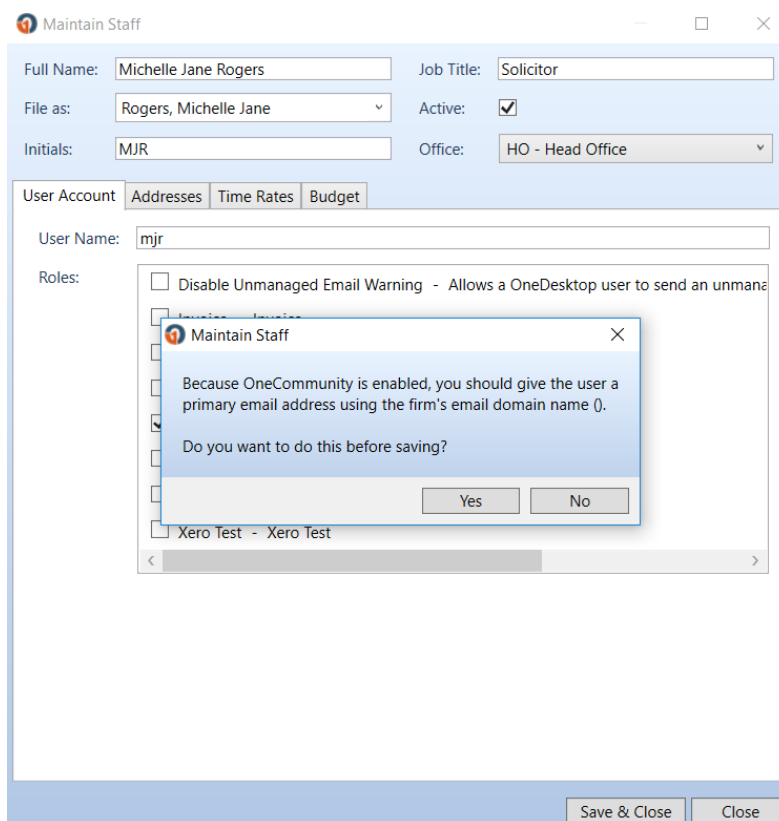 Maintain Staff
Full Name: Michelle Jane Rogers Job Title: Solicitor
File as: Rogers, Michelle Jane Active:
Initials: MJR Office: HO - Head Office
User Account Addresses Time Rates Budget
User Name: mjr
Roles: Disable Unmanaged Email Warning - Allows a OneDesktop user to send an unmana
Maintain Staff
Because OneCommunity is enabled, you should give the user a
primary email address using the firm's email domain name ().
Do you want to do this before saving?
Yes No
Xero Test - Xero Test
Save & Close Close